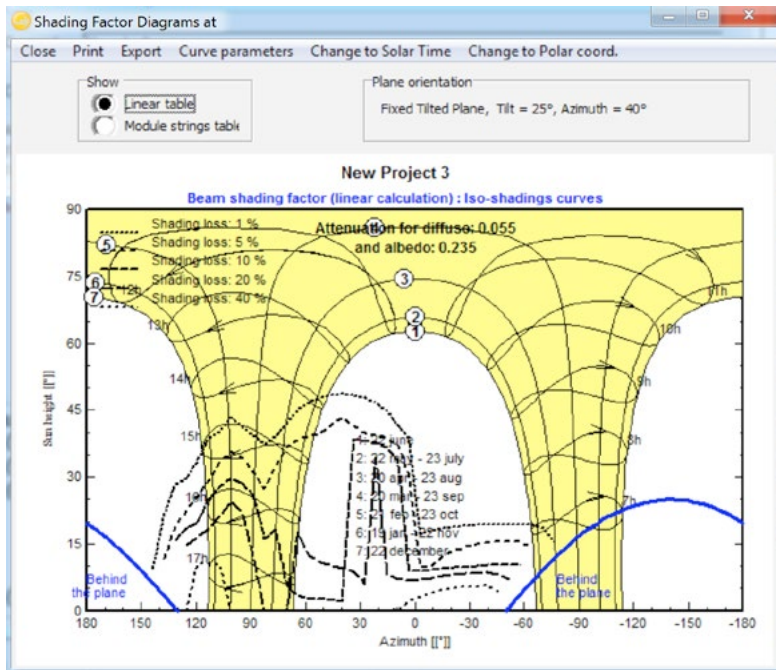 Shading Factor Diagrams at
Close Print Export Curve parameters Change to Solar Time Change to Polar coord.
Show
Linear table
Module strings table
Plane orientation
Fixed Tilted Plane, Tilt = 25°, Azimuth = 40°
New Project 3
Beam shading factor (linear calculation) : Iso-shadings curves
Attenuation for diffuse: 0.055
and albedo: 0.235
Shading loss: 1 %
Shading loss: 5 %
Shading loss: 10 %
Shading loss: 20 %
Shading loss: 40 %
90
75
60
45
30
15
0
Sun height [[°]]
5
6
7
3
2
1
12h
13h
14h
15h
16h
17h
11h
10h
9h
8h
7h
1: 22 june
2: 22 may - 23 july
3: 20 apr - 23 aug
4: 20 mar - 23 sep
5: 21 feb - 23 oct
6: 19 jan - 22 nov
7: 22 december
Behind
the plane
Behind
the plane
180 150 120 90 60 30 0 -30 -60 -90 -120 -150 -180
Azimuth [[°]]